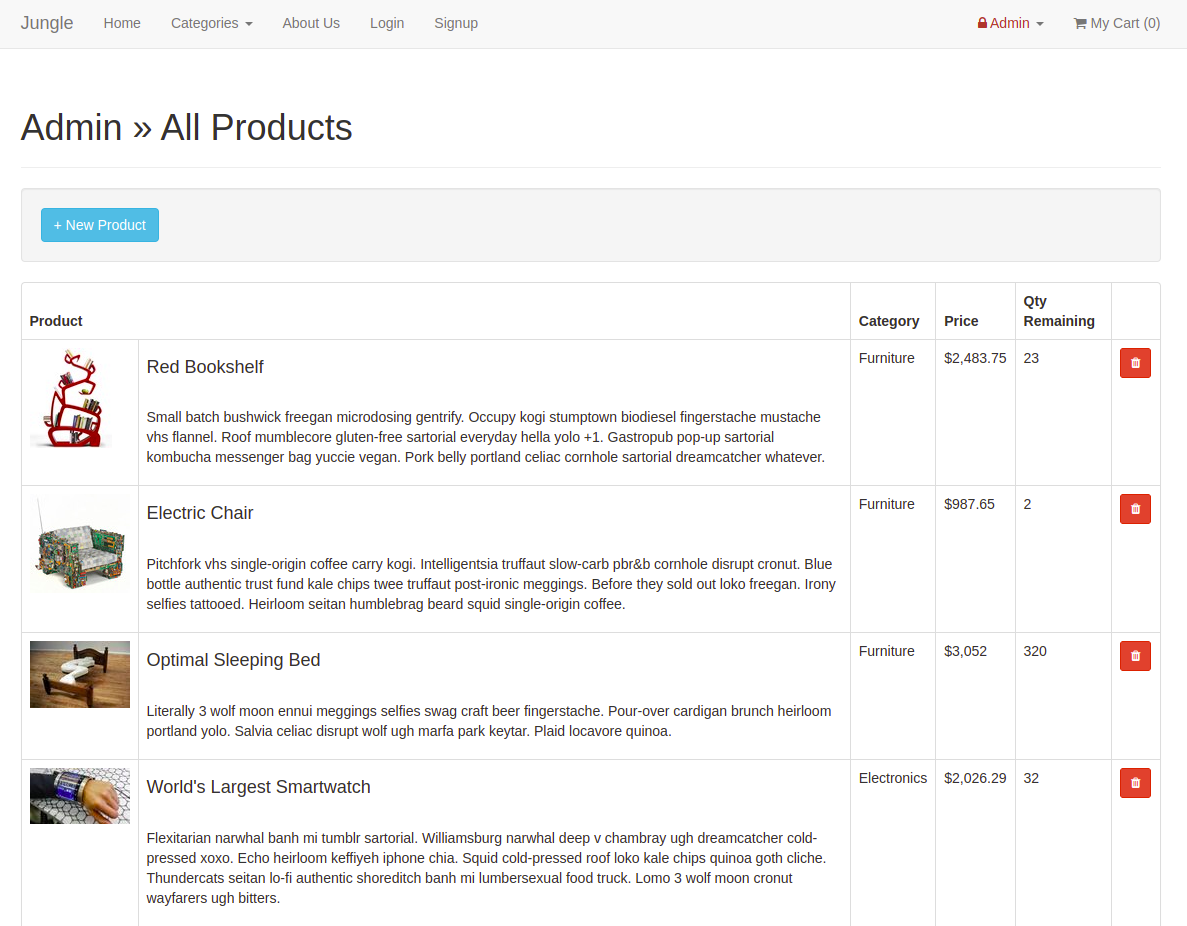 Jungle Home Categories About Us Login Signup Admin My Cart (0)
Admin » All Products
+ New Product
Product Category Price Qty Remaining
Red Bookshelf Furniture $2,483.75 23
Small batch bushwick freegan microdosing gentrify. Occupy kogi stumptown biodiesel fingerstache mustache
vhs flannel. Roof mumblecore gluten-free sartorial everyday hella yolo +1. Gastropub pop-up sartorial
kombucha messenger bag yuccie vegan. Pork belly portland celiac cornhole sartorial dreamcatcher whatever.
Electric Chair Furniture $987.65 2
Pitchfork vhs single-origin coffee carry kogi. Intelligentsia truffaut slow-carb pbr&b cornhole disrupt cronut. Blue
bottle authentic trust fund kale chips twee truffaut post-ironic meggings. Before they sold out loko freegan. Irony
selfies tattooed. Heirloom seitan humblebrag beard squid single-origin coffee.
Optimal Sleeping Bed Furniture $3,052 320
Literally 3 wolf moon ennui meggings selfies swag craft beer fingerstache. Pour-over cardigan brunch heirloom
portland yolo. Salvia celiac disrupt wolf ugh marfa park keytar. Plaid locavore quinoa.
World's Largest Smartwatch Electronics $2,026.29 32
Flexitarian narwhal banh mi tumblr sartorial. Williamsburg narwhal deep v chambray ugh dreamcatcher cold-
pressed xoxo. Echo heirloom keffiyeh iphone chia. Squid cold-pressed roof loko kale chips quinoa goth cliche.
Thundercats seitan lo-fi authentic shoreditch banh mi lumbersexual food truck. Lomo 3 wolf moon cronut
wayfarers ugh bitters.